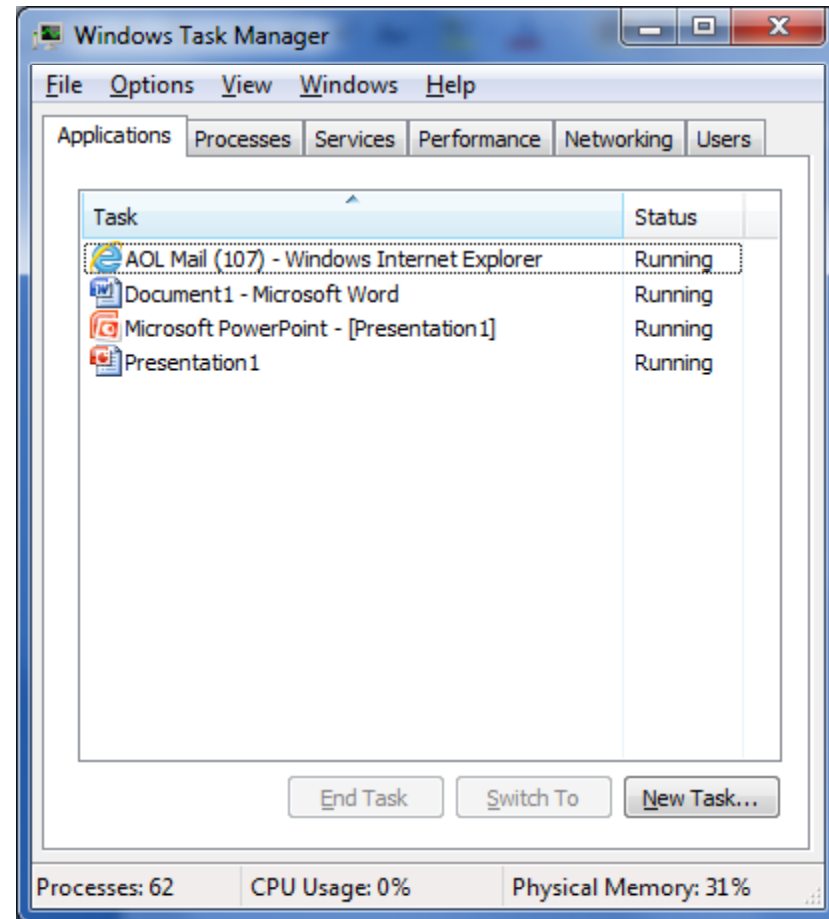 Windows Task Manager
File Options View Windows Help
Applications Processes Services Performance Networking Users
Task Status
AOL Mail (107) - Windows Internet Explorer Running
Document1 - Microsoft Word Running
Microsoft PowerPoint - [Presentation1] Running
Presentation1 Running
End Task Switch To New Task...
Processes: 62 CPU Usage: 0% Physical Memory: 31%